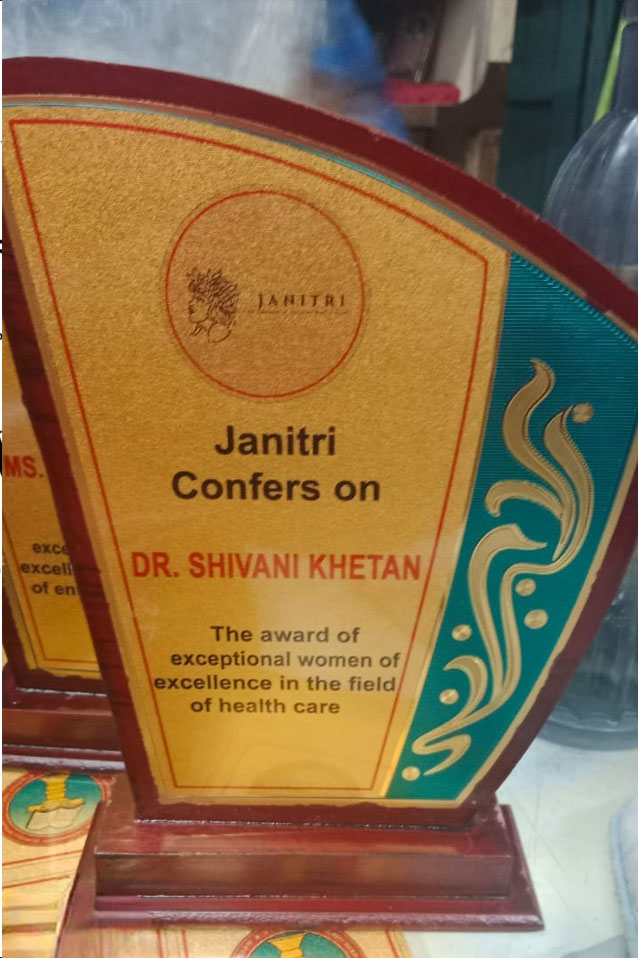 JANITRI
Janitri
Confers on
DR. SHIVANI KHETAN
The award of
exceptional women of
excellence in the field
of health care
MS.